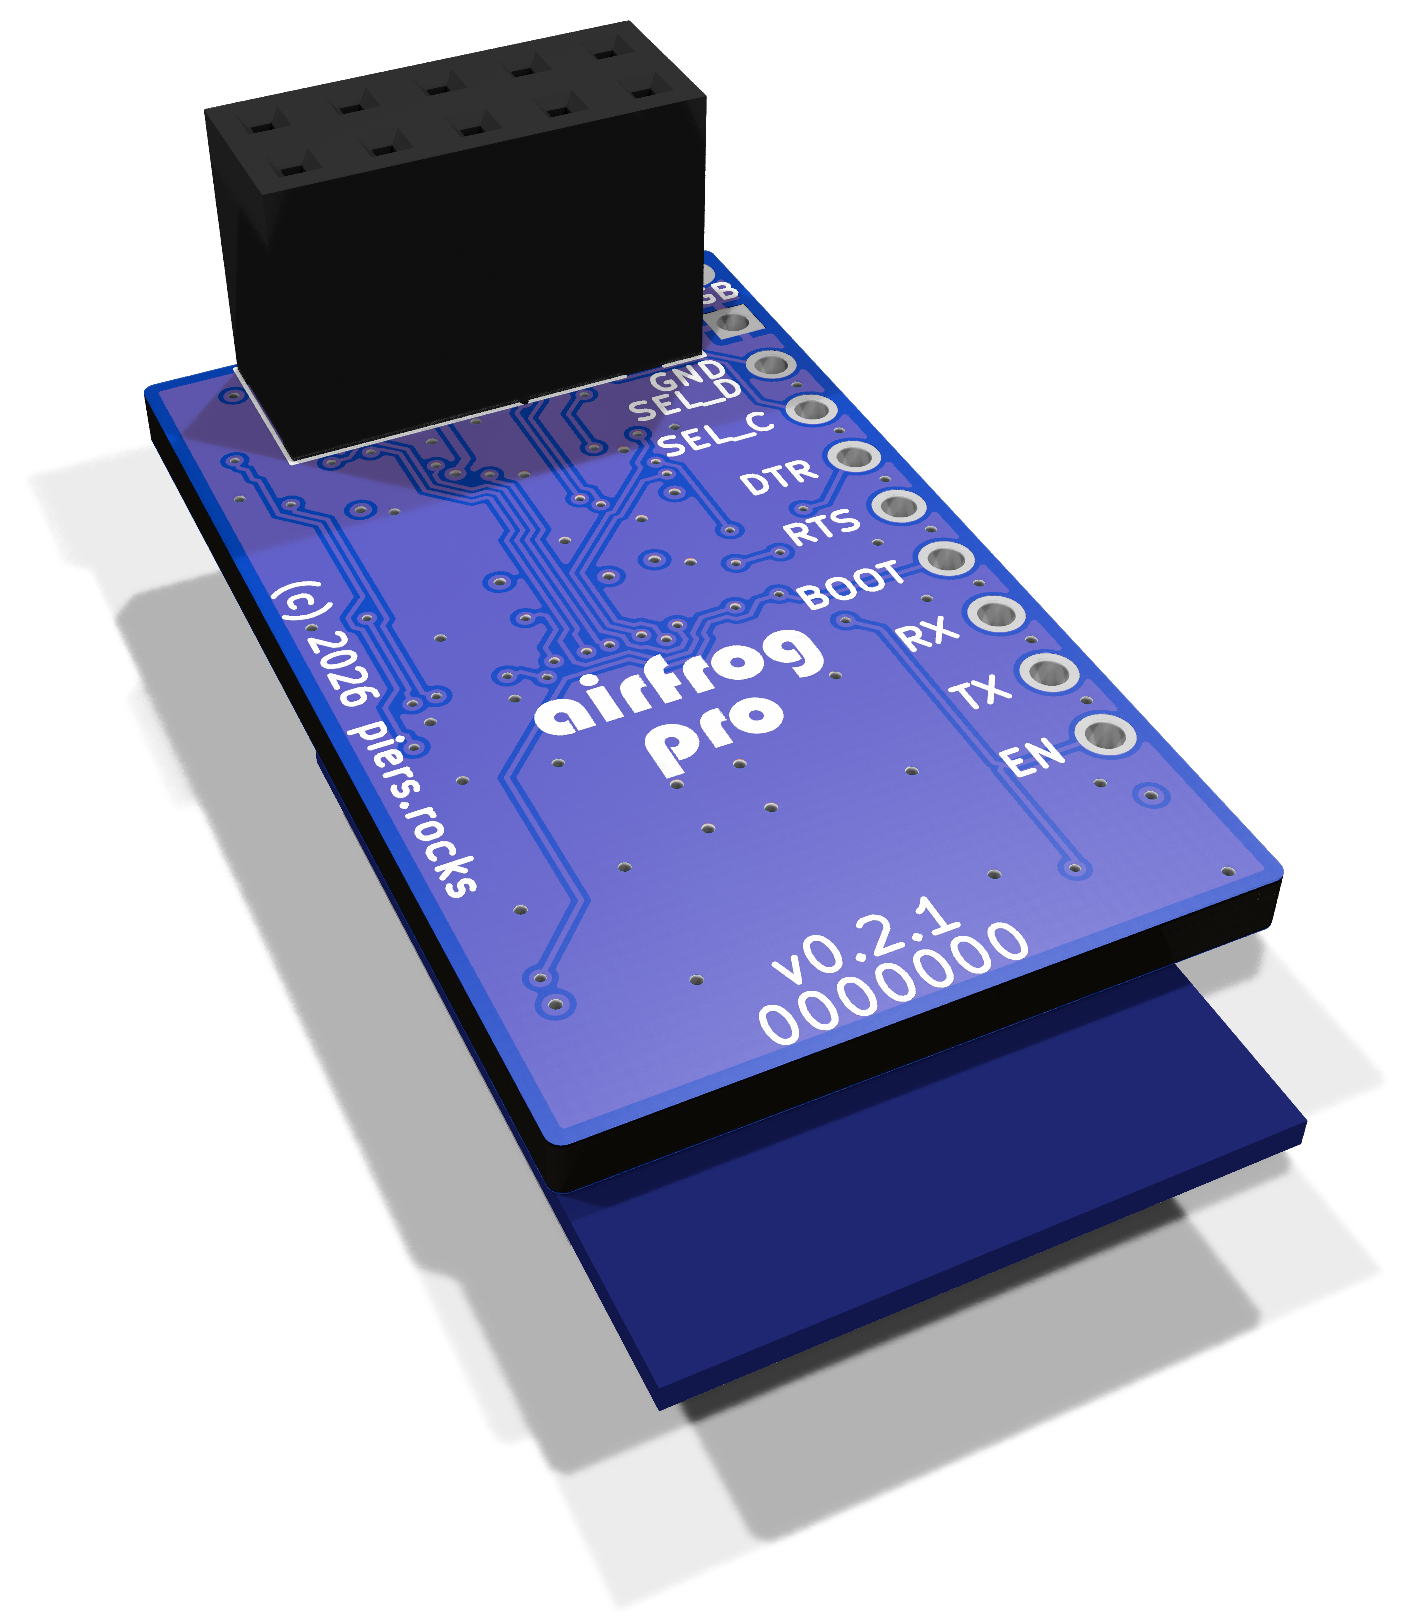 GB
GND
SEL_D
SEL_C
DTR
RTS
BOOT
RX
TX
EN
(c) 2026 piers.rocks
airfrog
pro
v0.2.1
0000000